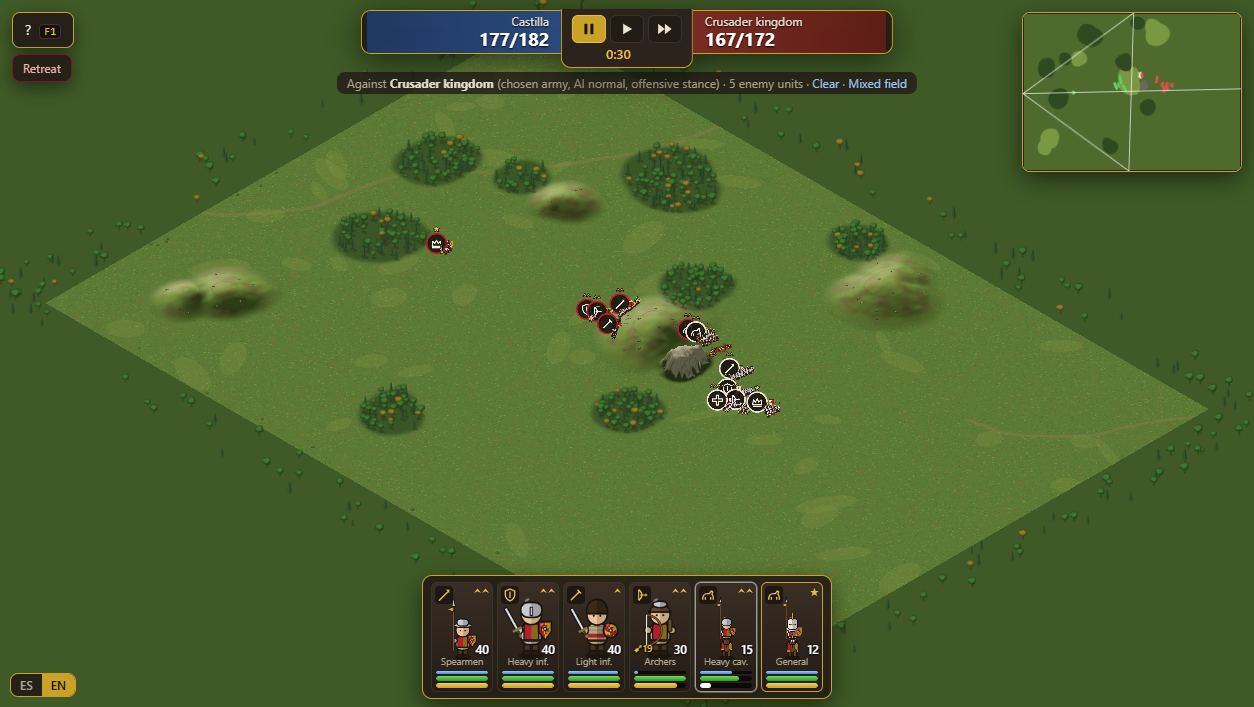 ? F1
Retreat
Castilla
177/182
0:30
Crusader kingdom
167/172
Against Crusader kingdom (chosen army, AI normal, offensive stance) · 5 enemy units · Clear · Mixed field
40
Spearmen
40
Heavy inf.
40
Light inf.
19
30
Archers
15
Heavy cav.
12
General
ES EN